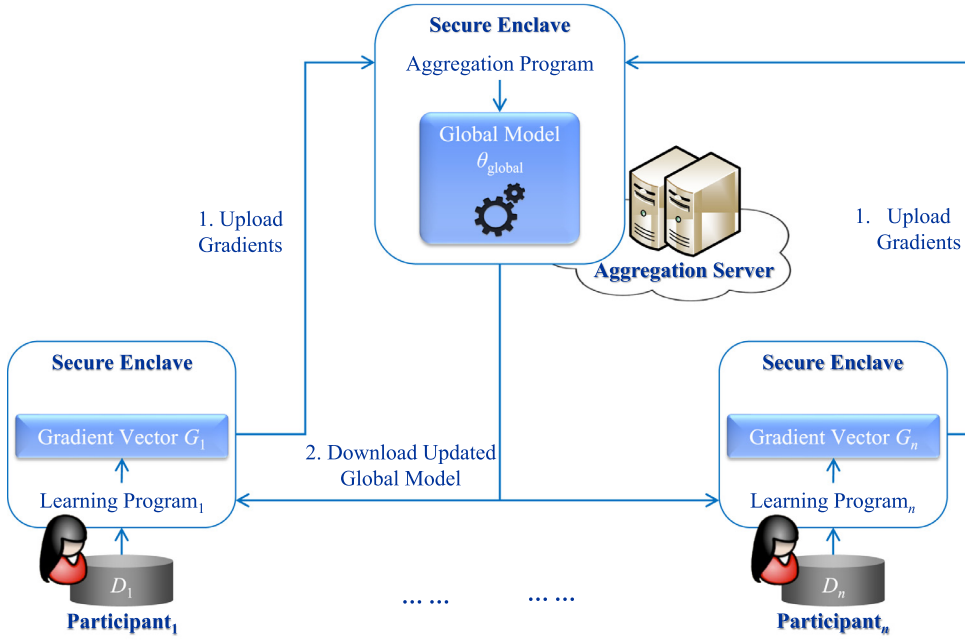 Secure Enclave
Aggregation Program
Global Model
θglobal
1. Upload
Gradients
1. Upload
Gradients
Aggregation Server
Secure Enclave
Gradient Vector G1
Learning Program1
D1
Participant1
2. Download Updated
Global Model
... ... ... ...
Secure Enclave
Gradient Vector Gn
Learning Programn
Dn
Participantn